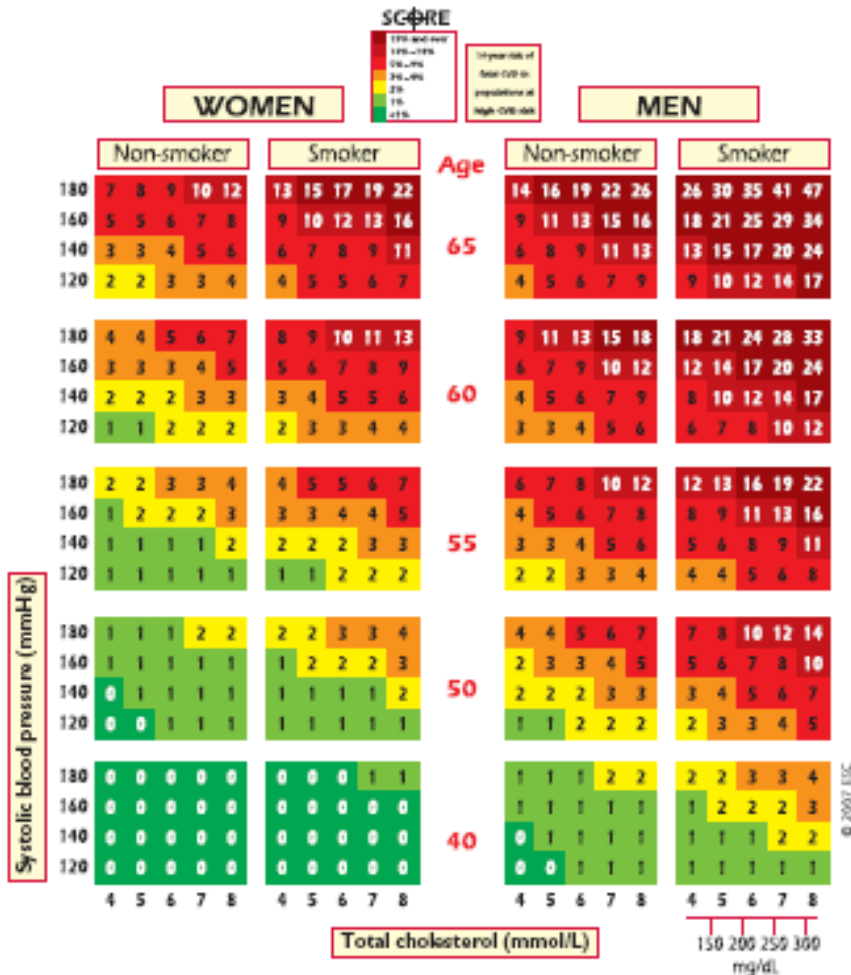 SCORE
15% and over
10%–14%
5%–9%
3%–4%
2%
1%
<1%
10-year risk of
fatal CVD in
populations at
high CVD risk
WOMEN
MEN
Non-smoker
Smoker
Age
Non-smoker
Smoker
180 7 8 9 10 12 13 15 17 19 22 14 16 19 22 26 26 30 35 41 47
160 5 5 6 7 8 9 10 12 13 16 9 11 13 15 16 18 21 25 29 34
65
140 3 3 4 5 6 6 7 8 9 11 6 8 9 11 13 13 15 17 20 24
120 2 2 3 3 4 4 5 5 6 7 4 5 6 7 9 9 10 12 14 17
180 4 4 5 6 7 8 9 10 11 13 9 11 13 15 18 18 21 24 28 33
160 3 3 3 4 5 5 6 7 8 9 6 7 9 10 12 12 14 17 20 24
60
140 2 2 2 3 3 3 4 5 5 6 4 5 6 7 9 8 10 12 14 17
120 1 1 2 2 2 2 3 3 4 4 3 3 4 5 6 6 7 8 10 12
180 2 2 3 3 4 4 5 5 6 7 6 7 8 10 12 12 13 16 19 22
160 1 2 2 2 3 3 3 4 4 5 4 5 6 7 8 8 9 11 13 16
55
140 1 1 1 1 2 2 2 2 3 3 3 3 4 5 6 5 6 8 9 11
120 1 1 1 1 1 1 1 2 2 2 2 2 3 3 4 4 4 5 6 8
180 1 1 1 2 2 2 2 3 3 4 4 4 5 6 7 7 8 10 12 14
160 1 1 1 1 1 1 2 2 2 3 2 3 3 4 5 5 6 7 8 10
50
140 0 1 1 1 1 1 1 1 1 2 2 2 2 3 3 3 4 5 6 7
120 0 0 1 1 1 1 1 1 1 1 1 1 2 2 2 2 3 3 4 5
180 0 0 0 0 0 0 0 0 1 1 1 1 1 2 2 2 2 3 3 4
160 0 0 0 0 0 0 0 0 0 0 1 1 1 1 1 1 2 2 2 3
40
140 0 0 0 0 0 0 0 0 0 0 0 1 1 1 1 1 1 1 2 2
120 0 0 0 0 0 0 0 0 0 0 0 0 1 1 1 1 1 1 1 1
4 5 6 7 8 4 5 6 7 8 4 5 6 7 8 4 5 6 7 8
Systolic blood pressure (mmHg)
Total cholesterol (mmol/L)
150 200 250 300
mg/dL
© 2007 ESC